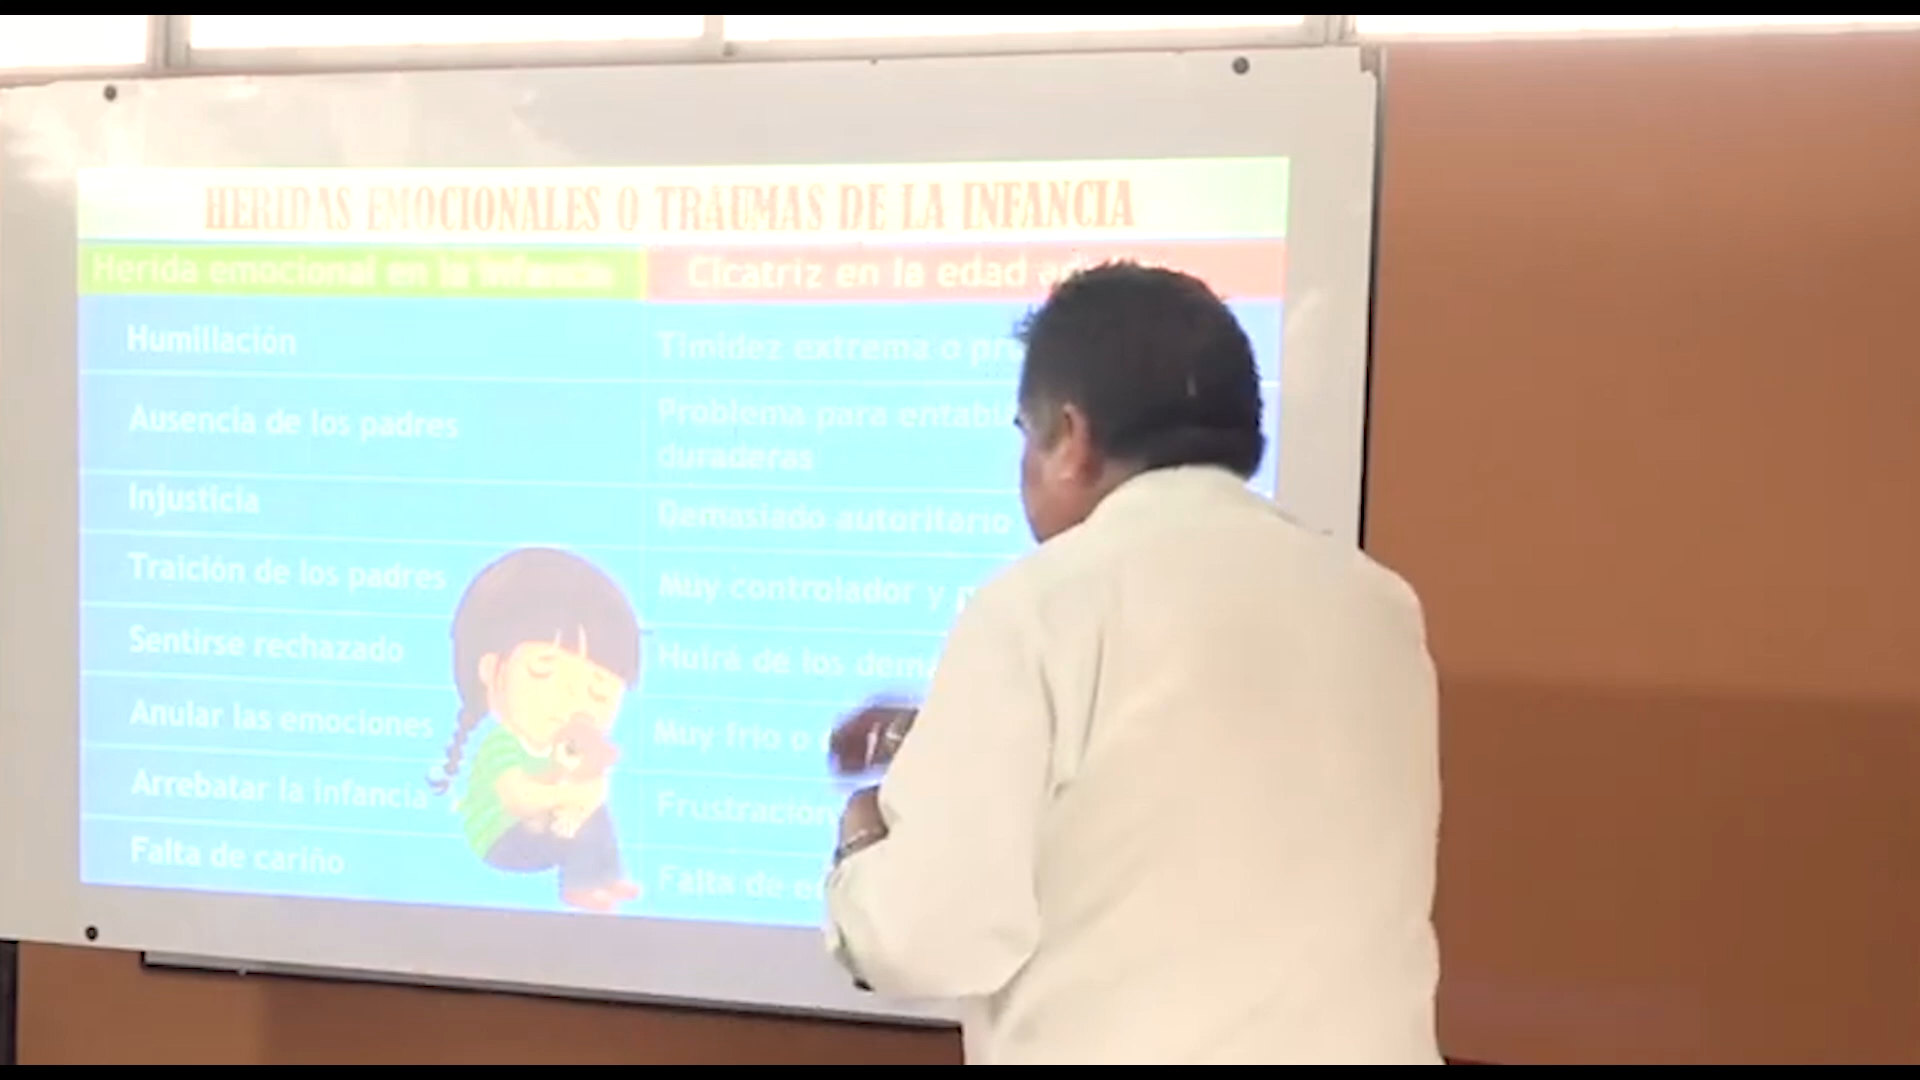 HERIDAS EMOCIONALES O TRAUMAS DE LA INFANCIA
Herida emocional en la infancia
Cicatriz en la edad
Humillación
Timidez extrema o
Ausencia de los padres
Problema para
duraderas
Injusticia
Demasiado autoritario
Traición de los padres
Muy controlador y
Sentirse rechazado
Huirá de los
Anular las emociones
Muy frio o
Arrebatar la infancia
Frustración
Falta de cariño
Falta de